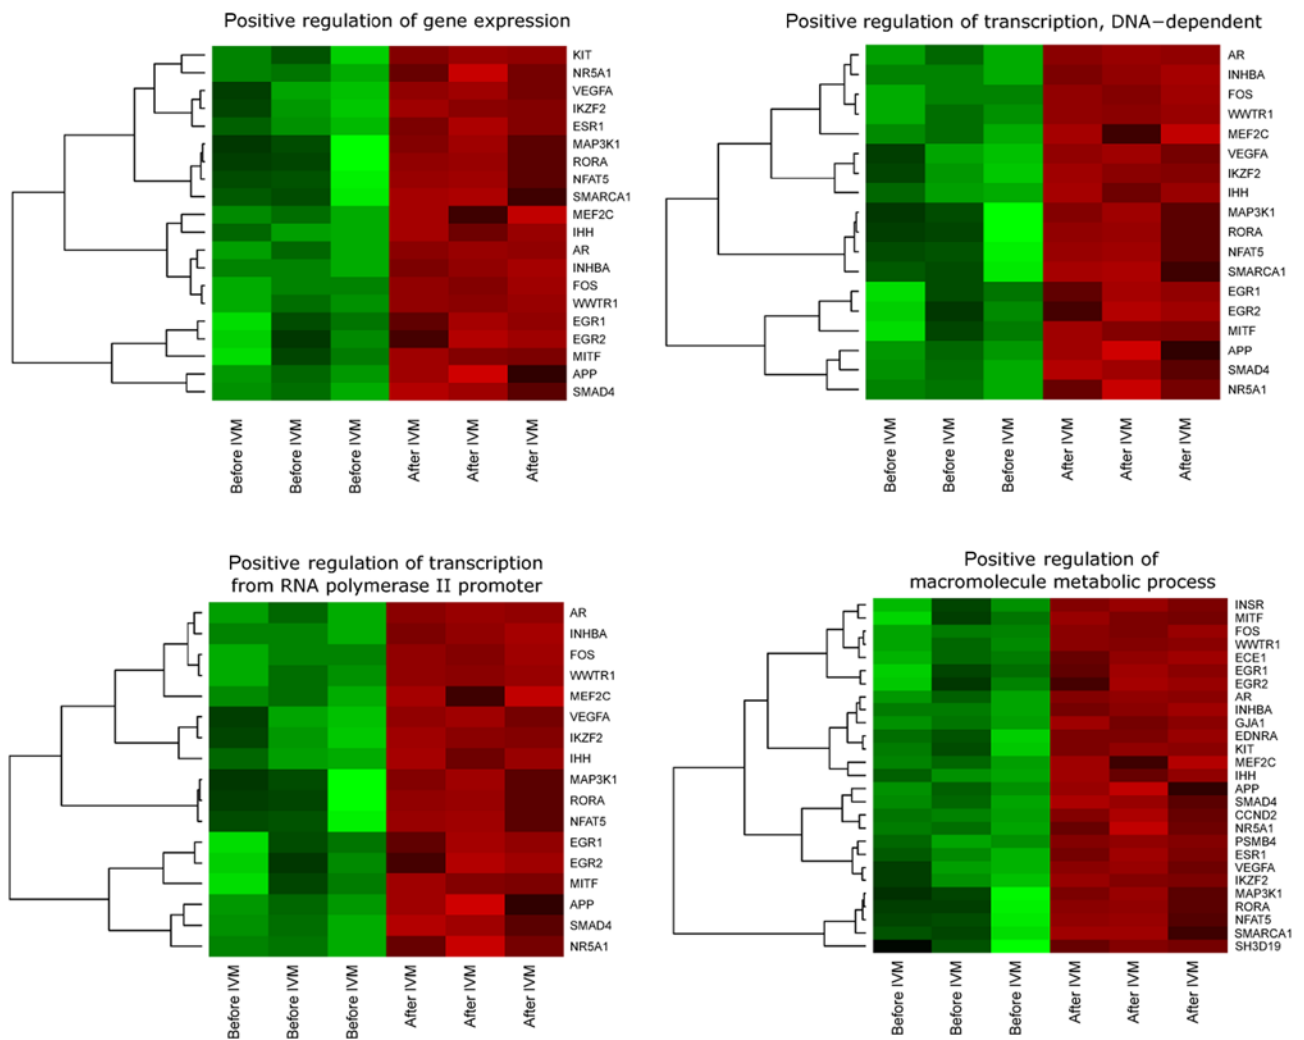 Positive regulation of gene expression
KIT
NR5A1
VEGFA
IKZF2
ESR1
MAP3K1
RORA
NFAT5
SMARCA1
MEF2C
IHH
AR
INHBA
FOS
WWTR1
EGR1
EGR2
MITF
APP
SMAD4
Before IVM
Before IVM
Before IVM
After IVM
After IVM
After IVM
Positive regulation of transcription, DNA−dependent
AR
INHBA
FOS
WWTR1
MEF2C
VEGFA
IKZF2
IHH
MAP3K1
RORA
NFAT5
SMARCA1
EGR1
EGR2
MITF
APP
SMAD4
NR5A1
Before IVM
Before IVM
Before IVM
After IVM
After IVM
After IVM
Positive regulation of transcription
from RNA polymerase II promoter
AR
INHBA
FOS
WWTR1
MEF2C
VEGFA
IKZF2
IHH
MAP3K1
RORA
NFAT5
EGR1
EGR2
MITF
APP
SMAD4
NR5A1
Before IVM
Before IVM
Before IVM
After IVM
After IVM
After IVM
Positive regulation of
macromolecule metabolic process
INSR
MITF
FOS
WWTR1
ECE1
EGR1
EGR2
AR
INHBA
GJA1
EDNRA
KIT
MEF2C
IHH
APP
SMAD4
CCND2
NR5A1
PSMB4
ESR1
VEGFA
IKZF2
MAP3K1
RORA
NFAT5
SMARCA1
SH3D19
Before IVM
Before IVM
Before IVM
After IVM
After IVM
After IVM